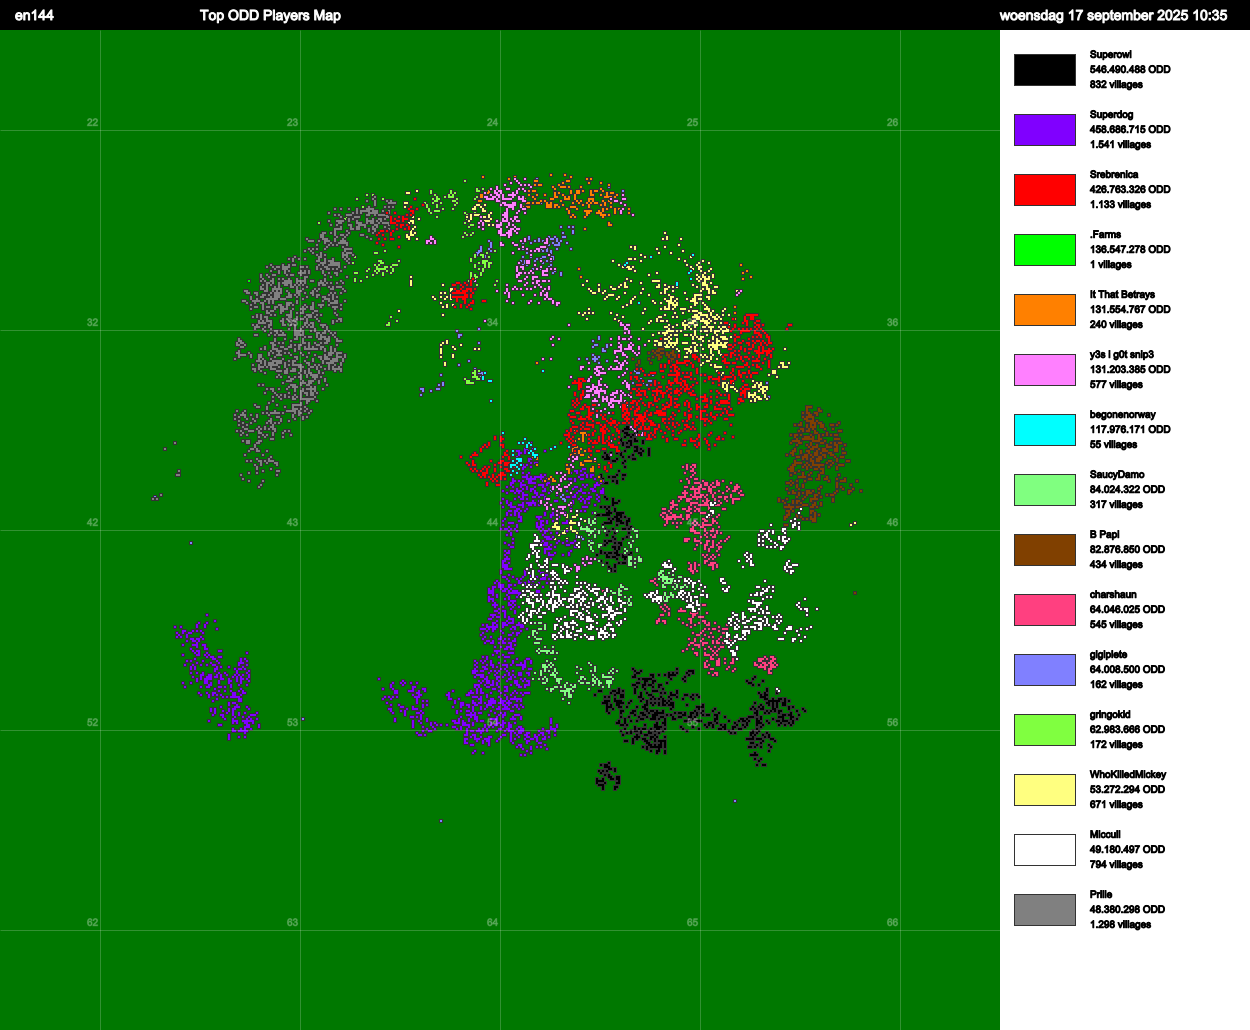 en144
Top ODD Players Map
woensdag 17 september 2025 10:35
22
23
24
25
26
32
34
36
42
43
44
46
52
53
54
55
56
62
63
64
65
66
Superowl
546.490.488 ODD
832 villages
Superdog
458.686.715 ODD
1.541 villages
Srebrenica
426.763.326 ODD
1.133 villages
.Farms
136.547.278 ODD
1 villages
It That Betrays
131.554.767 ODD
240 villages
y3s i g0t snip3
131.203.385 ODD
577 villages
begonenorway
117.976.171 ODD
55 villages
SaucyDamo
84.024.322 ODD
317 villages
B Papi
82.876.850 ODD
434 villages
charshaun
64.046.025 ODD
545 villages
gigiplete
64.008.500 ODD
162 villages
gringokid
62.983.666 ODD
172 villages
WhoKilledMickey
53.272.294 ODD
671 villages
Miccull
49.180.497 ODD
794 villages
Prille
48.380.298 ODD
1.298 villages